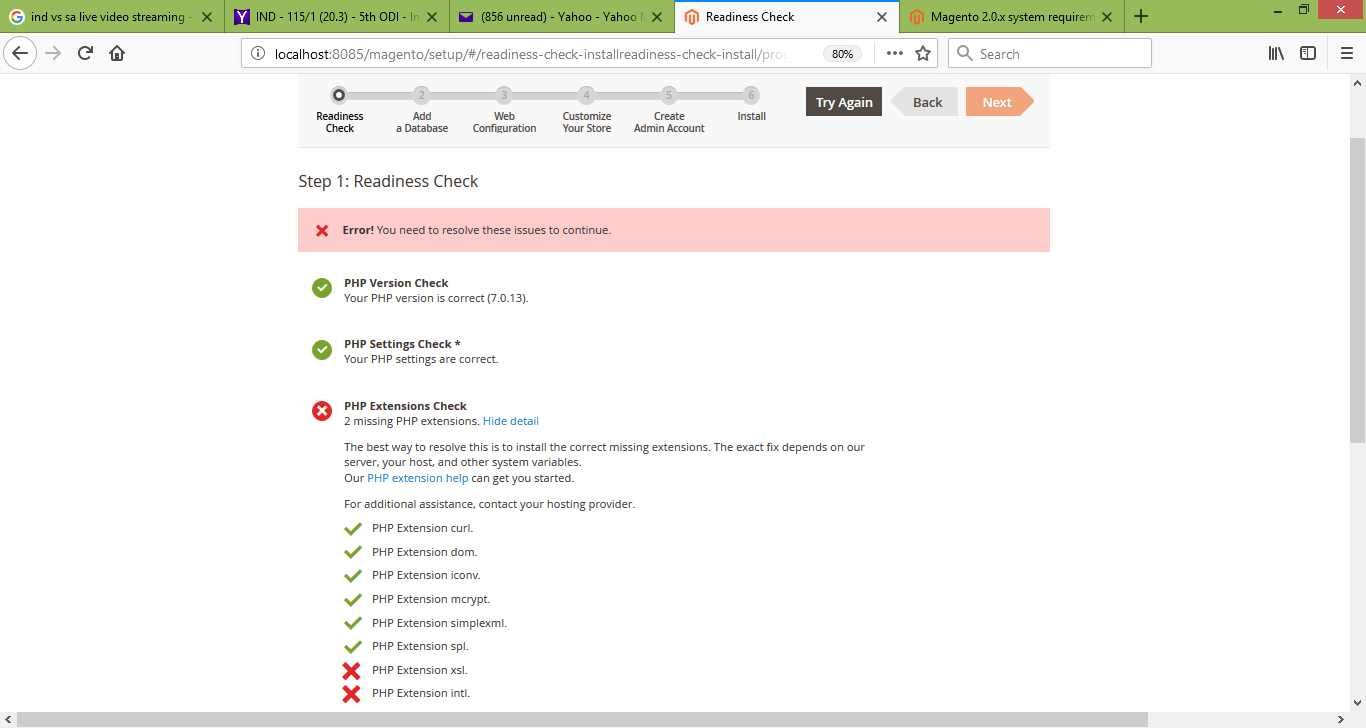 ind vs sa live video streaming -
IND - 115/1 (20.3) - 5th ODI - In
(856 unread) - Yahoo - Yahoo
Readiness Check
Magento 2.0.x system requirem
localhost:8085/magento/setup/#/readiness-check-installreadiness-check-install/pro
80%
Search
1 2 3 4 5 6
Readiness Check
Add a Database
Web Configuration
Customize Your Store
Create Admin Account
Install
Try Again
Back
Next
Step 1: Readiness Check
Error! You need to resolve these issues to continue.
PHP Version Check
Your PHP version is correct (7.0.13).
PHP Settings Check *
Your PHP settings are correct.
PHP Extensions Check
2 missing PHP extensions. Hide detail
The best way to resolve this is to install the correct missing extensions. The exact fix depends on our
server, your host, and other system variables.
Our PHP extension help can get you started.
For additional assistance, contact your hosting provider.
PHP Extension curl.
PHP Extension dom.
PHP Extension iconv.
PHP Extension mcrypt.
PHP Extension simplexml.
PHP Extension spl.
PHP Extension xsl.
PHP Extension intl.